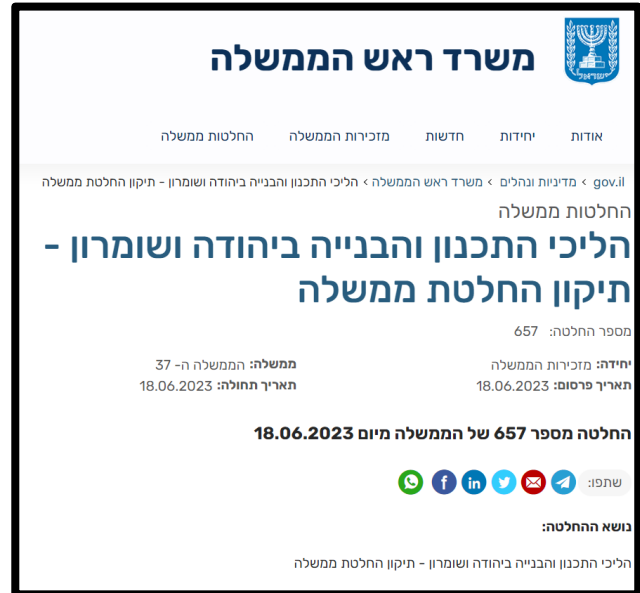 משרד ראש הממשלה
אודות יחידות חדשות מזכירות הממשלה החלטות ממשלה
gov.il › מדיניות ונהלים › משרד ראש הממשלה › הליכי התכנון והבנייה ביהודה ושומרון - תיקון החלטת ממשלה
החלטות ממשלה
הליכי התכנון והבנייה ביהודה ושומרון -
תיקון החלטת ממשלה
מספר החלטה: 657
יחידה: מזכירות הממשלה ממשלה: הממשלה ה- 37
תאריך פרסום: 18.06.2023 תאריך תחולה: 18.06.2023
החלטה מספר 657 של הממשלה מיום 18.06.2023
שתפו:
נושא ההחלטה:
הליכי התכנון והבנייה ביהודה ושומרון - תיקון החלטת ממשלה